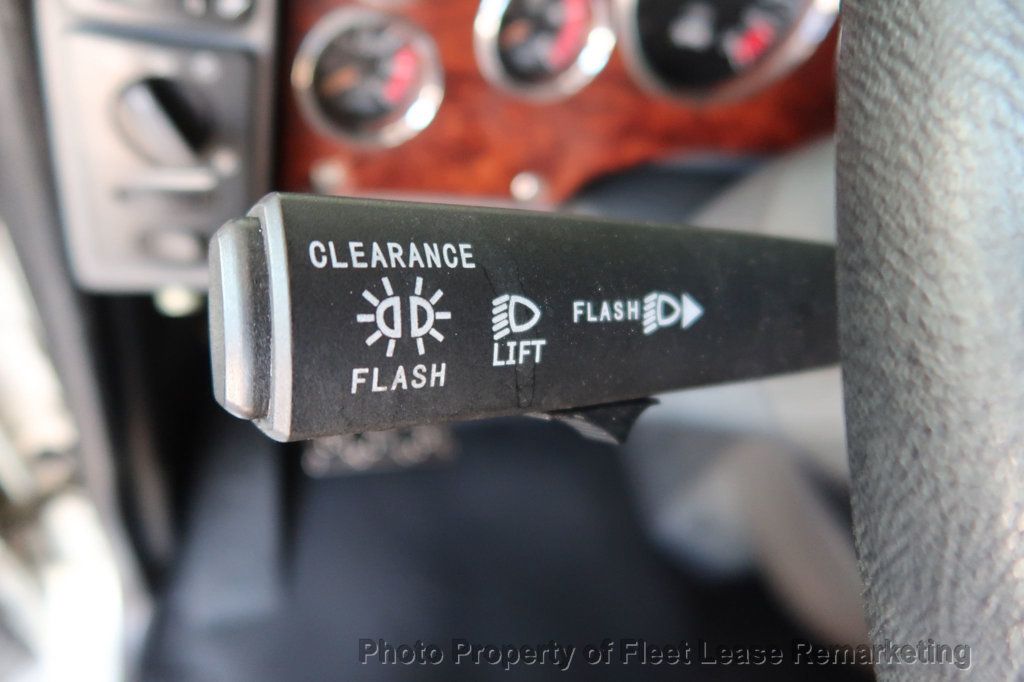 CLEARANCE
FLASH
LIFT
FLASH
Photo Property of Fleet Lease Remarketing